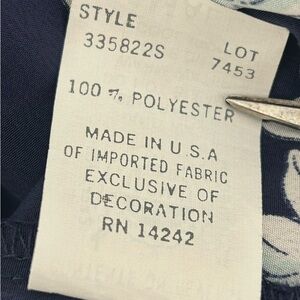 STYLE
335822S
LOT
7453
100 % POLYESTER
MADE IN U.S.A
OF IMPORTED FABRIC
EXCLUSIVE OF
DECORATION
RN 14242